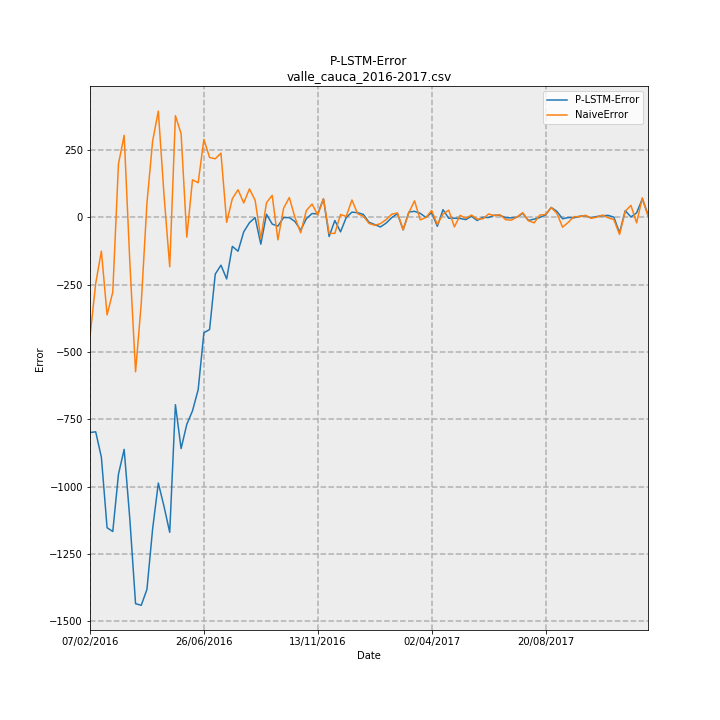 P-LSTM-Error
valle_cauca_2016-2017.csv
P-LSTM-Error
NaiveError
250
0
−250
−500
−750
−1000
−1250
−1500
Error
07/02/2016 26/06/2016 13/11/2016 02/04/2017 20/08/2017
Date